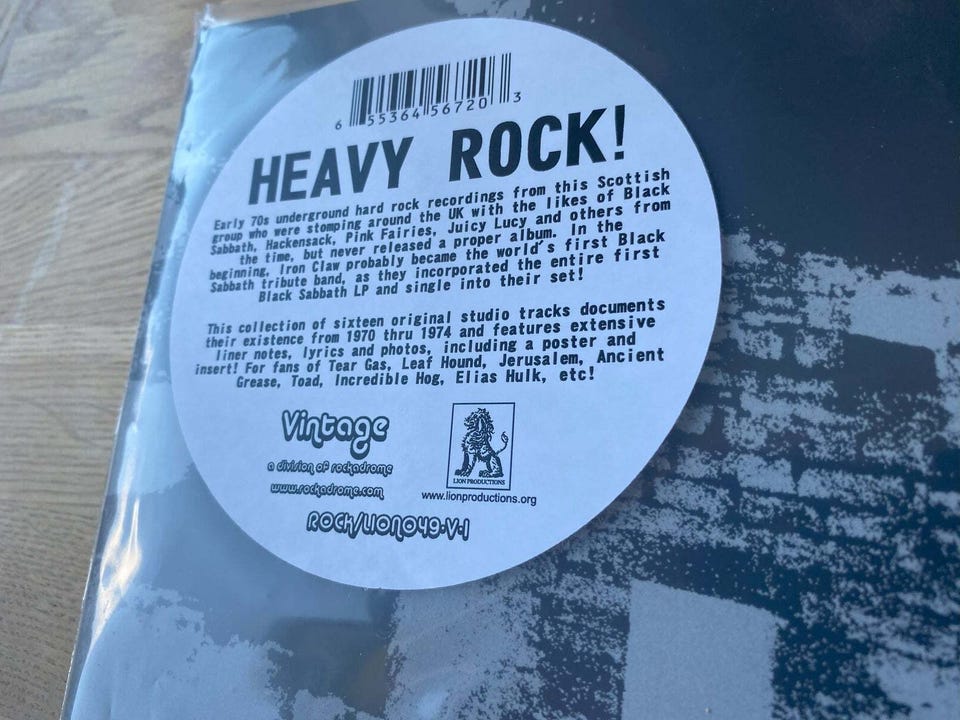 6 55364 56720 3
HEAVY ROCK!
Early 70s underground hard rock recordings from this Scottish
group who were stomping around the UK with the likes of Black
Sabbath, Hackensack, Pink Fairies, Juicy Lucy and others from
the time, but never released a proper album. In the
beginning, Iron Claw probably became the world's first Black
Sabbath tribute band, as they incorporated the entire first
Black Sabbath LP and single into their set!
This collection of sixteen original studio tracks documents
their existence from 1970 thru 1974 and features extensive
liner notes, lyrics and photos, including a poster and
insert! For fans of Tear Gas, Leaf Hound, Jerusalem, Ancient
Grease, Toad, Incredible Hog, Elias Hulk, etc!
Vintage
a division of rockadrome
www.rockadrome.com
LION PRODUCTIONS
www.lionproductions.org
ROCK/LION049-V-1